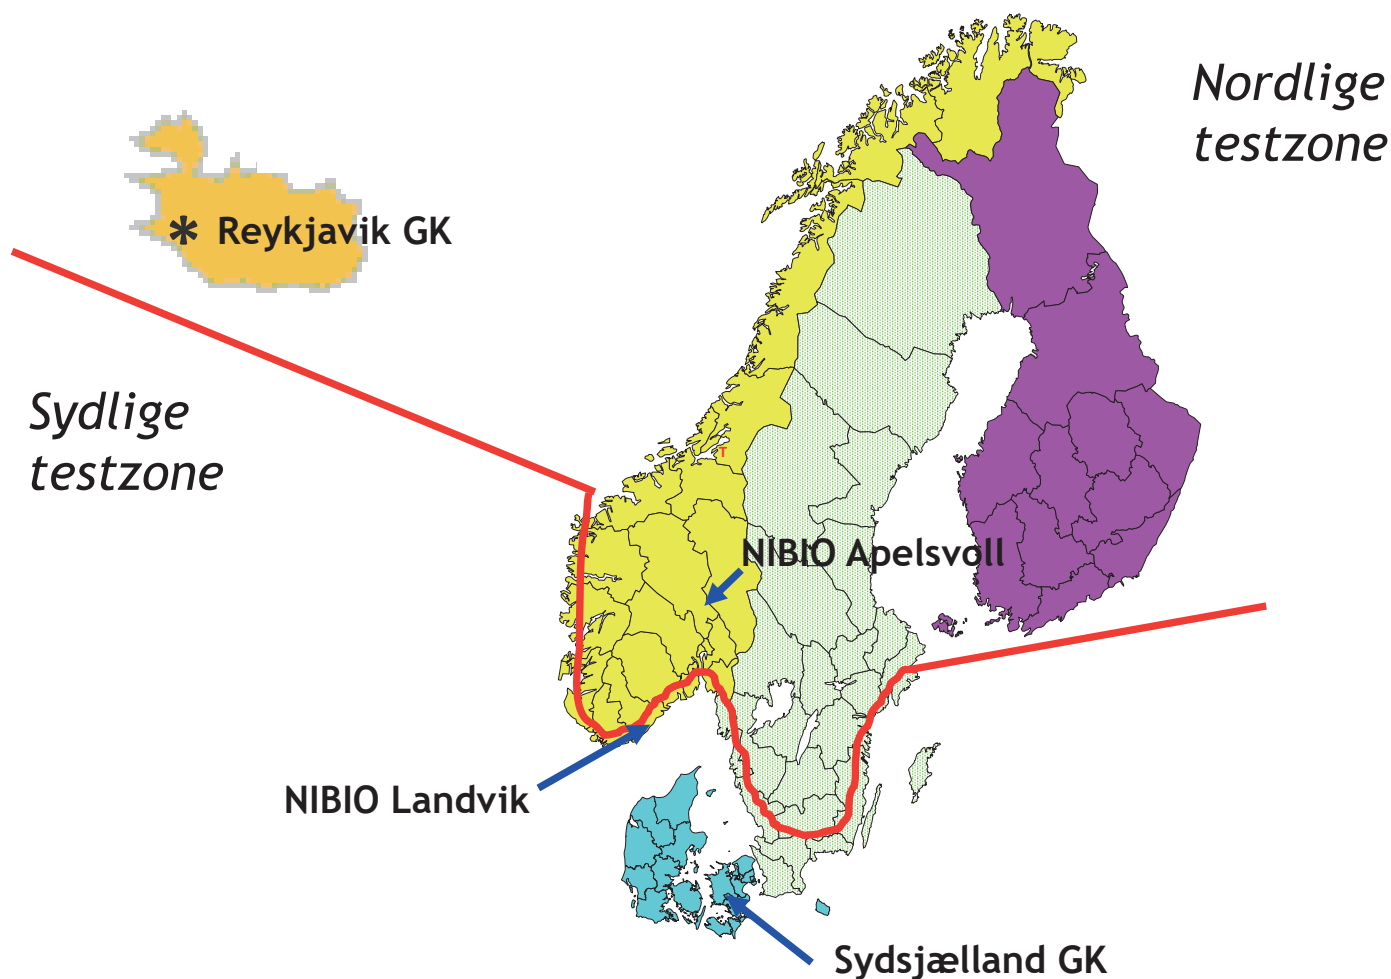 Nordlige
testzone
* Reykjavik GK
Sydlige
testzone
T
NIBIO Apelsvoll
NIBIO Landvik
Sydsjælland GK